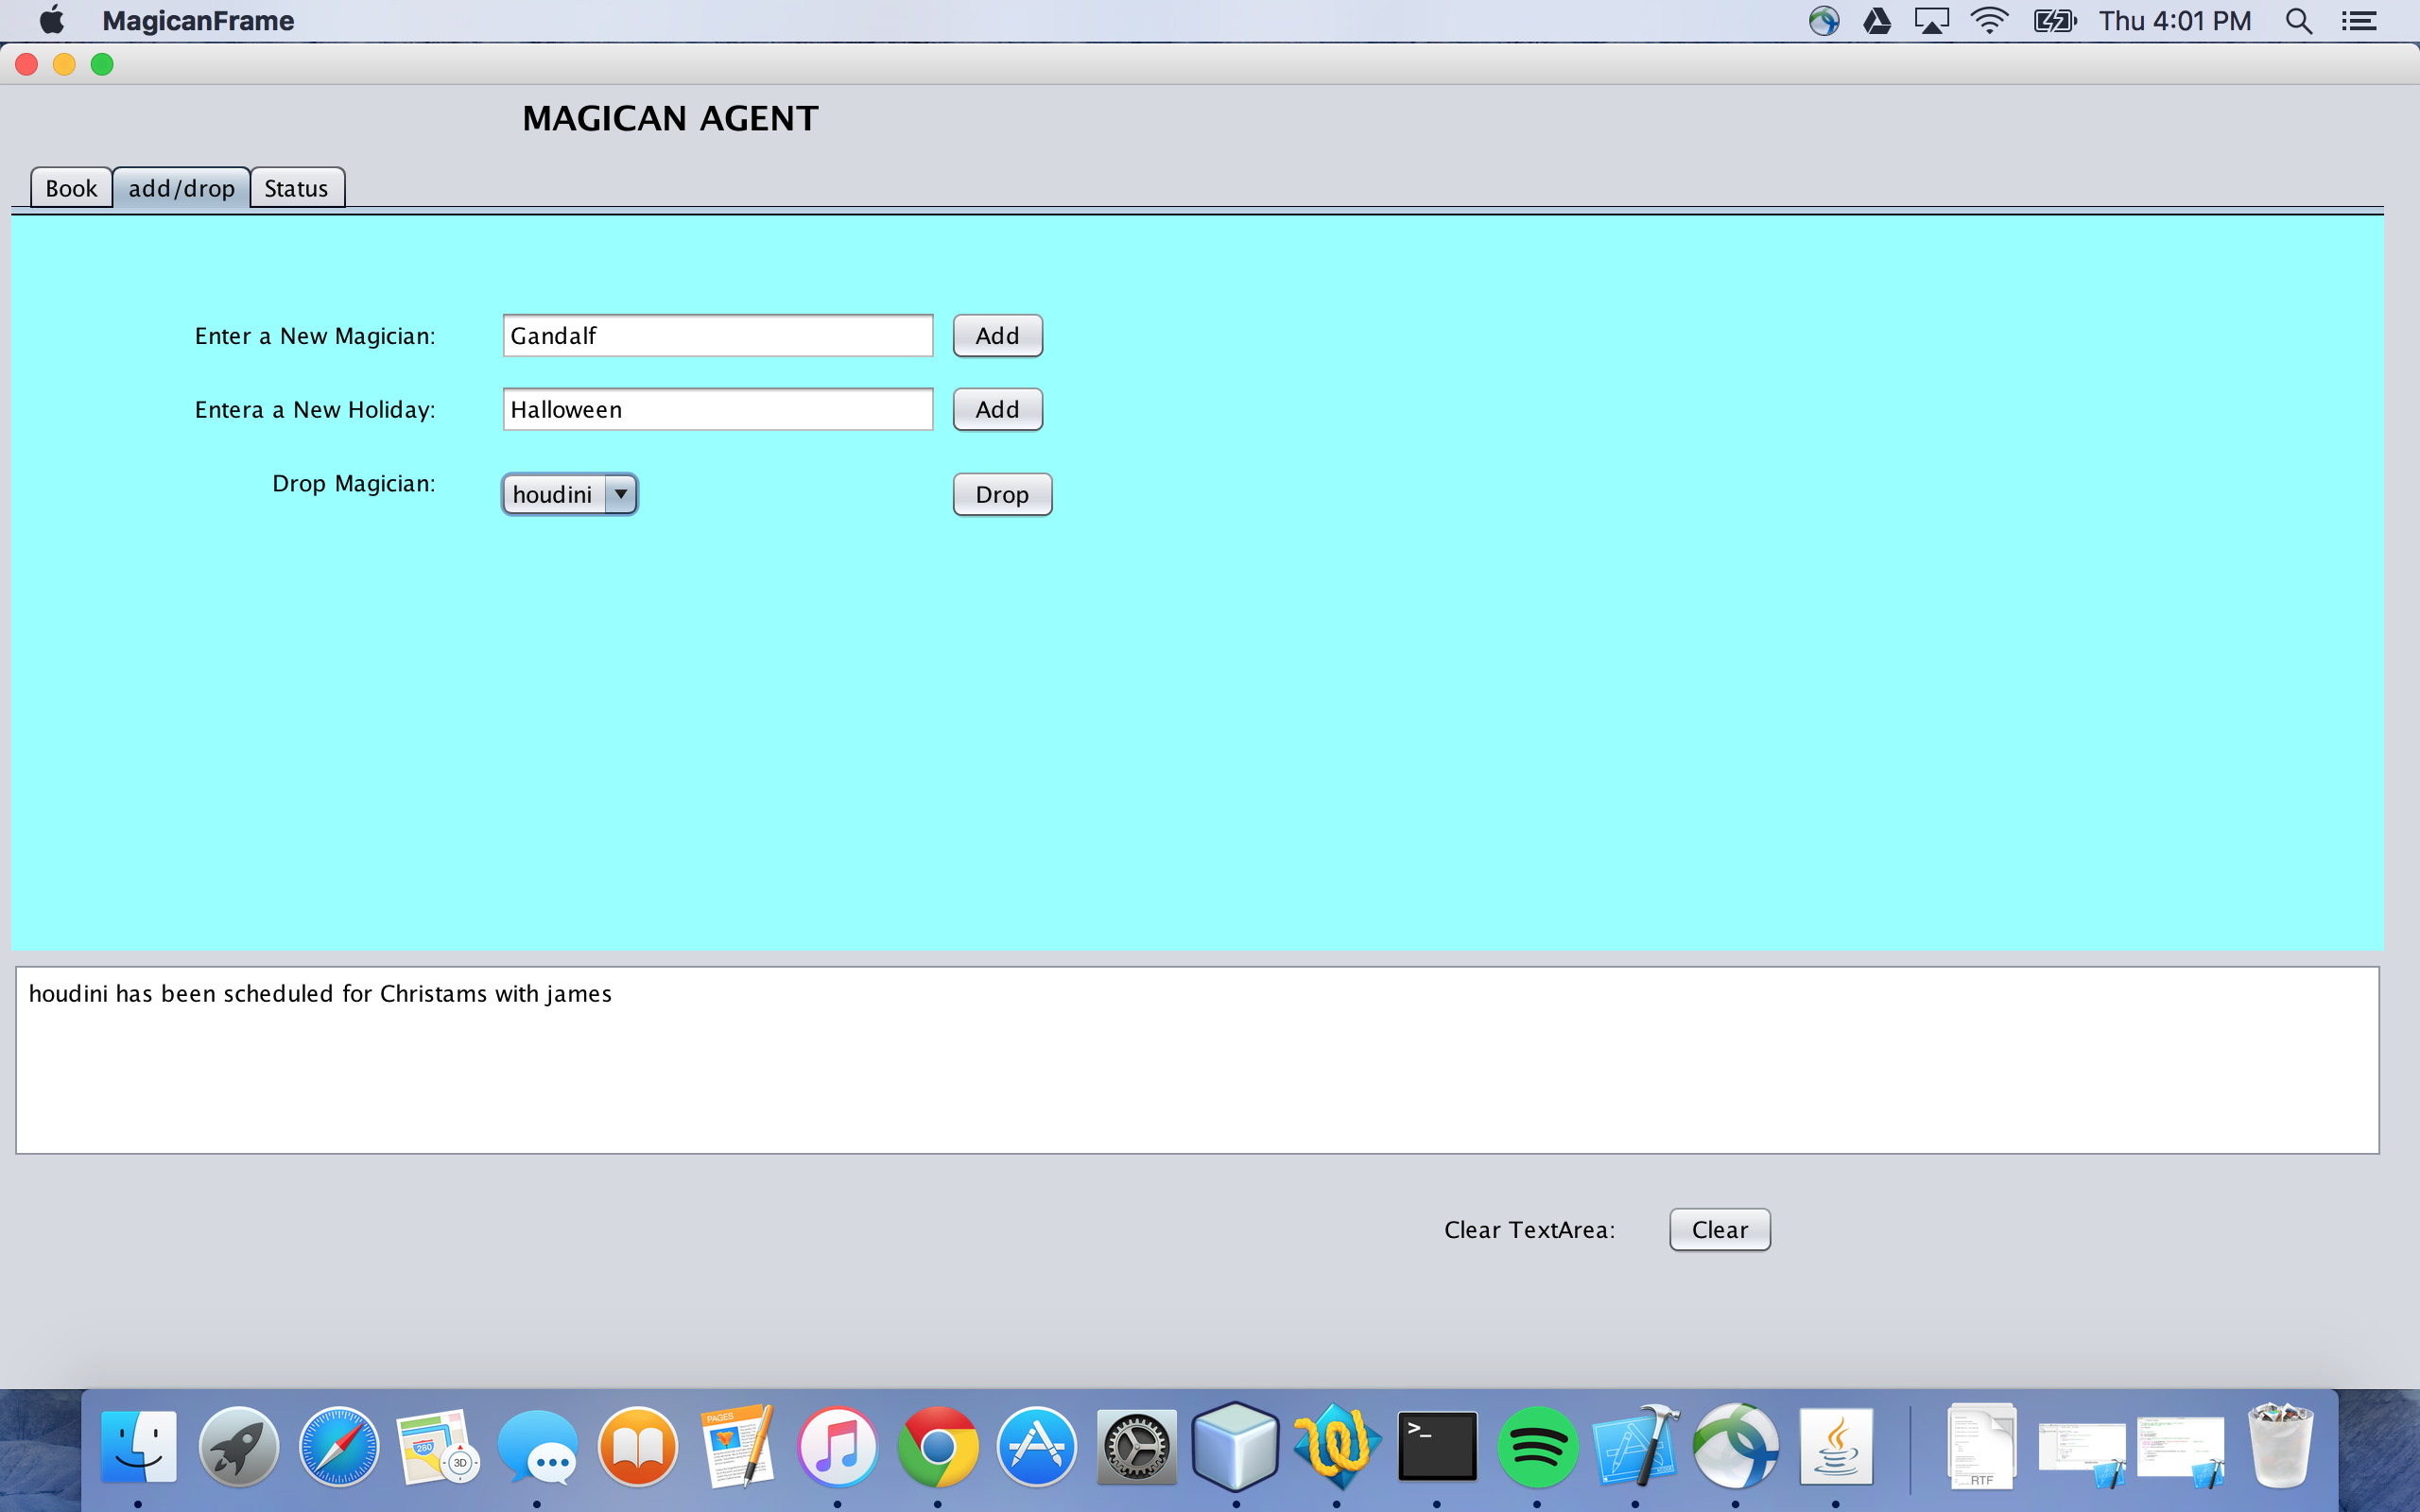 MagicanFrame
Thu 4:01 PM
MAGICAN AGENT
Book
add/drop
Status
Enter a New Magician:
Gandalf
Add
Entera a New Holiday:
Halloween
Add
Drop Magician:
houdini
Drop
houdini has been scheduled for Christams with james
Clear TextArea:
Clear
280
3D
PAGES
>_
RTF